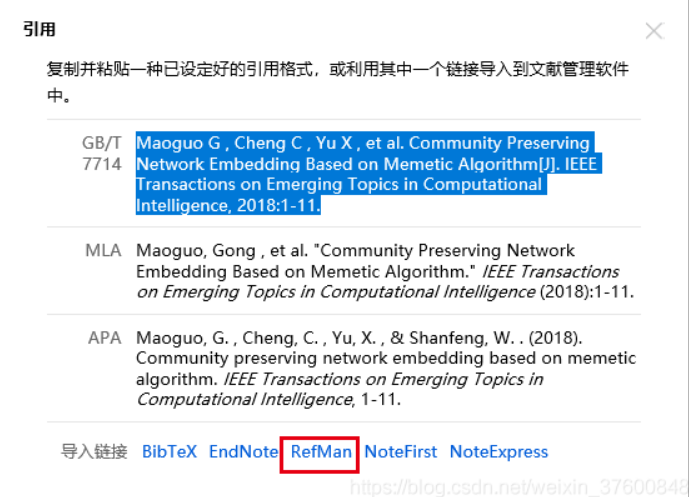 引用
复制并粘贴一种已设定好的引用格式，或利用其中一个链接导入到文献管理软件
中。
GB/T Maoguo G , Cheng C , Yu X , et al. Community Preserving
7714 Network Embedding Based on Memetic Algorithm[J]. IEEE
Transactions on Emerging Topics in Computational
Intelligence, 2018:1-11.
MLA Maoguo, Gong , et al. "Community Preserving Network
Embedding Based on Memetic Algorithm." IEEE Transactions
on Emerging Topics in Computational Intelligence (2018):1-11.
APA Maoguo, G. , Cheng, C. , Yu, X. , & Shanfeng, W. . (2018).
Community preserving network embedding based on memetic
algorithm. IEEE Transactions on Emerging Topics in
Computational Intelligence, 1-11.
导入链接 BibTeX EndNote RefMan NoteFirst NoteExpress
https://blog.csdn.net/weixin_37600848